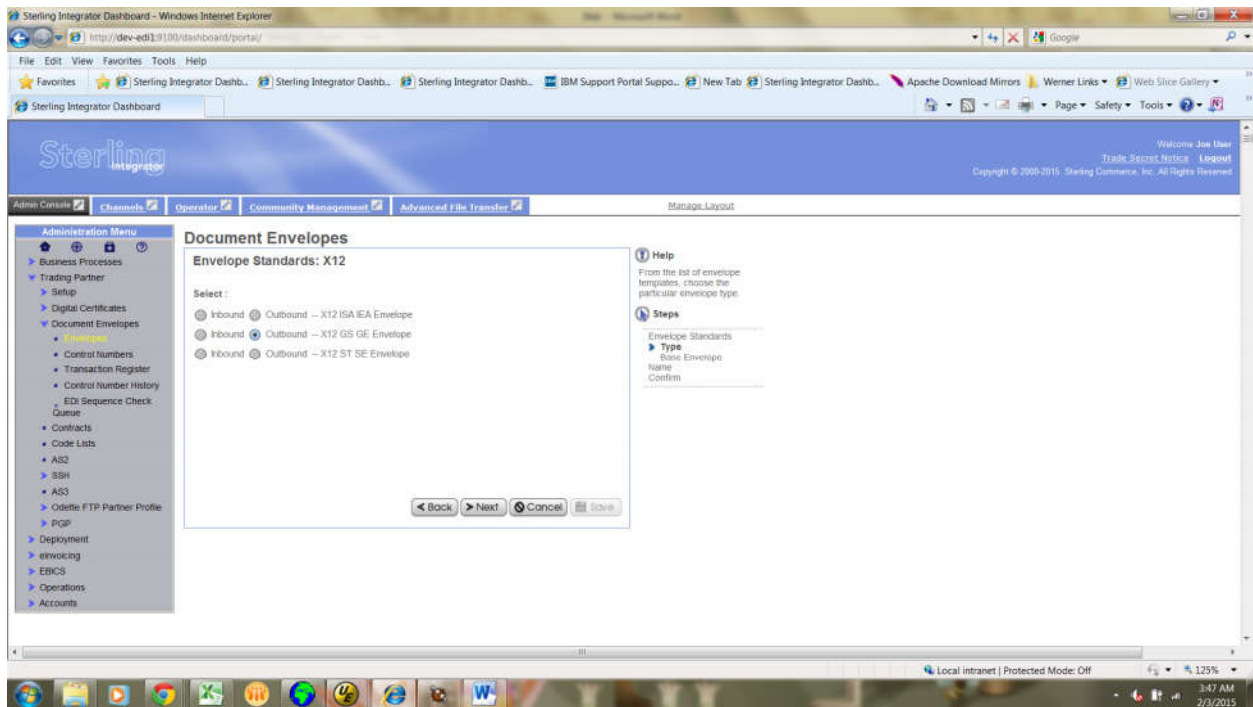 Sterling Integrator Dashboard - Windows Internet Explorer
http://dev-edi1:9100/dashboard/portal/
Google
File Edit View Favorites Tools Help
Favorites Sterling Integrator Dashb... Sterling Integrator Dashb... Sterling Integrator Dashb... IBM Support Portal Suppo... New Tab Sterling Integrator Dashb... Apache Download Mirrors Werner Links Web Slice Gallery
Sterling Integrator Dashboard
Page Safety Tools
Sterling
Integrator
Welcome Joe User
Trade Secret Notice Logout
Copyright © 2000-2015 Sterling Commerce, Inc. All Rights Reserved
Admin Console Channels Operator Community Management Advanced File Transfer Manage Layout
Administration Menu
Business Processes
Trading Partner
Setup
Digital Certificates
Document Envelopes
Envelopes
Control Numbers
Transaction Register
Control Number History
EDI Sequence Check
Queue
Contracts
Code Lists
AS2
SSH
AS3
Odette FTP Partner Profile
PGP
Deployment
eInvoicing
EBICS
Operations
Accounts
Document Envelopes
Envelope Standards: X12
Select :
Inbound Outbound -- X12 ISA IEA Envelope
Inbound Outbound -- X12 GS GE Envelope
Inbound Outbound -- X12 ST SE Envelope
Back Next Cancel Save
Help
From the list of envelope
templates, choose the
particular envelope type.
Steps
Envelope Standards
Type
Base Envelope
Name
Confirm
Local intranet | Protected Mode: Off
125%
3:47 AM
2/3/2015